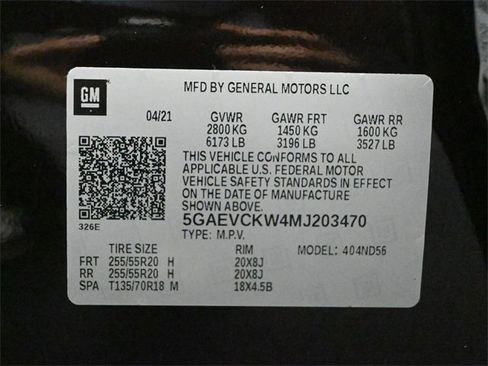 GM
MFD BY GENERAL MOTORS LLC
04/21 GVWR GAWR FRT GAWR RR
2800 KG 1450 KG 1600 KG
6173 LB 3196 LB 3527 LB
THIS VEHICLE CONFORMS TO ALL
APPLICABLE U.S. FEDERAL MOTOR
VEHICLE SAFETY STANDARDS IN EFFECT
ON THE DATE OF MANUFACTURE
SHOWN ABOVE.
326E
5GAEVCKW4MJ203470
TYPE: M.P.V.
TIRE SIZE RIM MODEL: 404ND56
FRT 255/55R20 H 20X8J
RR 255/55R20 H 20X8J
SPA T135/70R18 M 18X4.5B